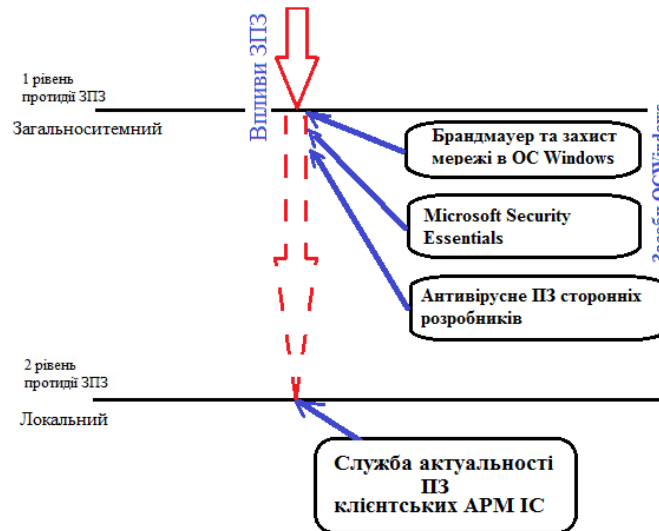 Впливи ЗПЗ
1 рівень
протидії ЗПЗ
Загальноситемний
Брандмауер та захист
мережі в ОС Windows
Microsoft Security
Essentials
Антивірусне ПЗ сторонніх
розробників
2 рівень
протидії ЗПЗ
Локальний
Служба актуальності
ПЗ
клієнтських АРМ ІС